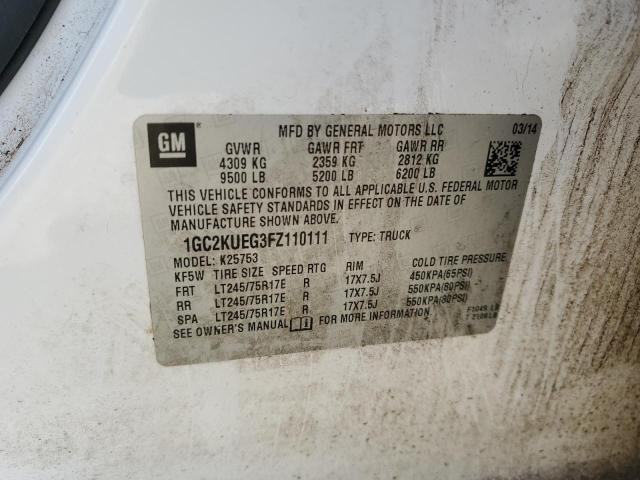 GM
MFD BY GENERAL MOTORS LLC 03/14
GVWR GAWR FRT GAWR RR
4309 KG 2359 KG 2812 KG
9500 LB 5200 LB 6200 LB
THIS VEHICLE CONFORMS TO ALL APPLICABLE U.S. FEDERAL MOTOR
VEHICLE SAFETY STANDARDS IN EFFECT ON THE DATE OF
MANUFACTURE SHOWN ABOVE.
1GC2KUEG3FZ110111 TYPE: TRUCK
MODEL: K25753
KF5W TIRE SIZE SPEED RTG RIM COLD TIRE PRESSURE
FRT LT245/75R17E R 17X7.5J 450KPA(65PSI)
RR LT245/75R17E R 17X7.5J 550KPA(80PSI)
SPA LT245/75R17E R 17X7.5J 550KPA(80PSI)
SEE OWNER'S MANUAL FOR MORE INFORMATION.